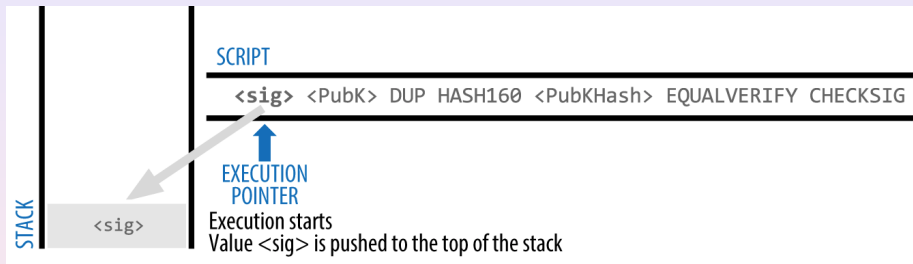 SCRIPT
<sig> <PubK> DUP HASH160 <PubKHash> EQUALVERIFY CHECKSIG
EXECUTION
POINTER
STACK
<sig>
Execution starts
Value <sig> is pushed to the top of the stack